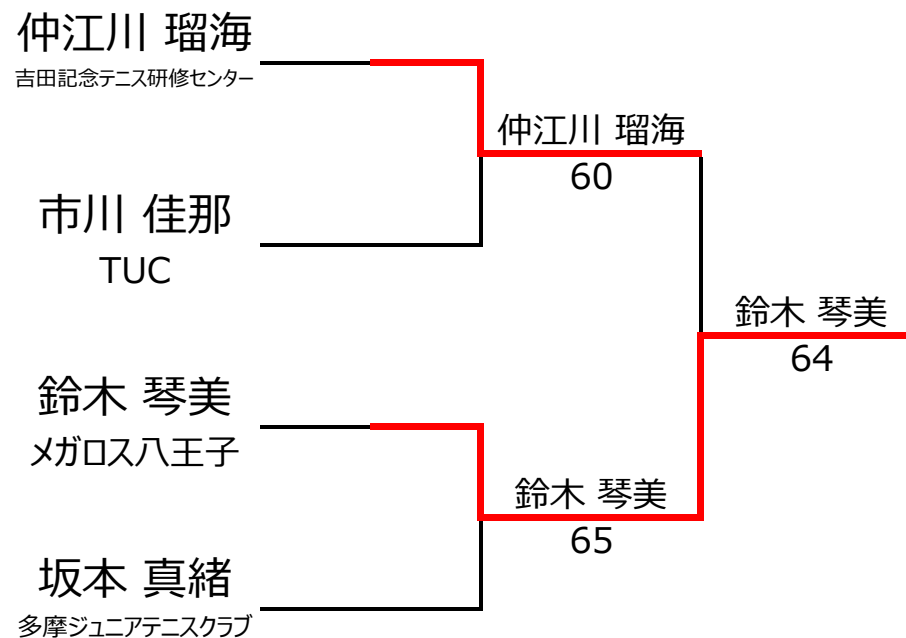 仲江川 瑠海
吉田記念テニス研修センター
市川 佳那
TUC
鈴木 琴美
メガロス八王子
坂本 真緒
多摩ジュニアテニスクラブ
仲江川 瑠海
60
鈴木 琴美
65
鈴木 琴美
64